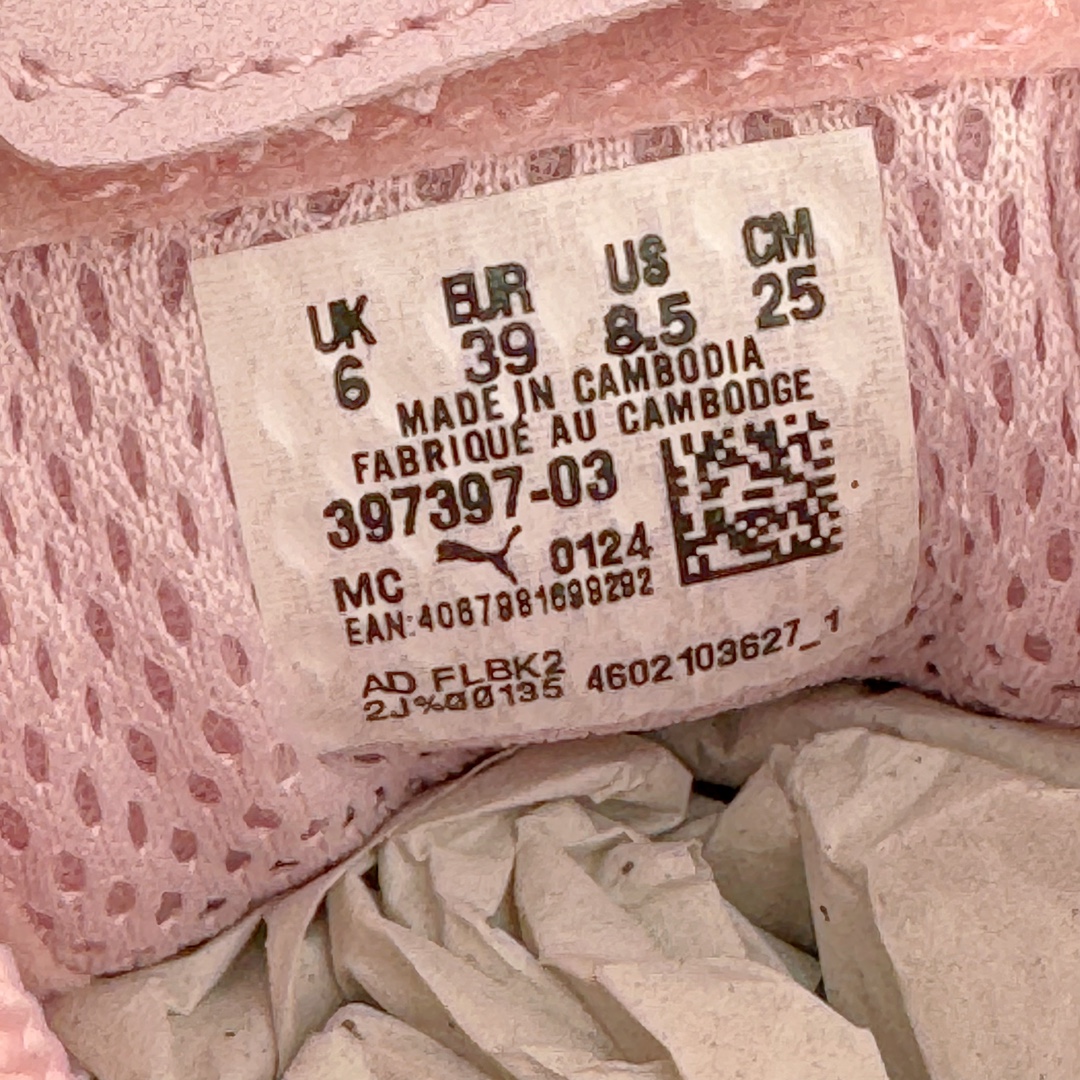 UK EUR US CM
6 39 8.5 25
MADE IN CAMBODIA
FABRIQUÉ AU CAMBODGE
397397-03
MC 0124
EAN:4067981699292
AD FLBK2 4602103627_1
2J%00135